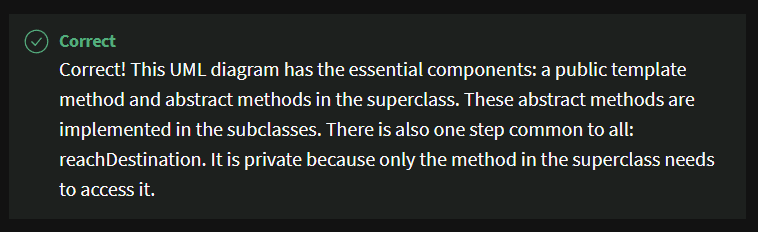 Correct
Correct! This UML diagram has the essential components: a public template
method and abstract methods in the superclass. These abstract methods are
implemented in the subclasses. There is also one step common to all:
reachDestination. It is private because only the method in the superclass needs
to access it.